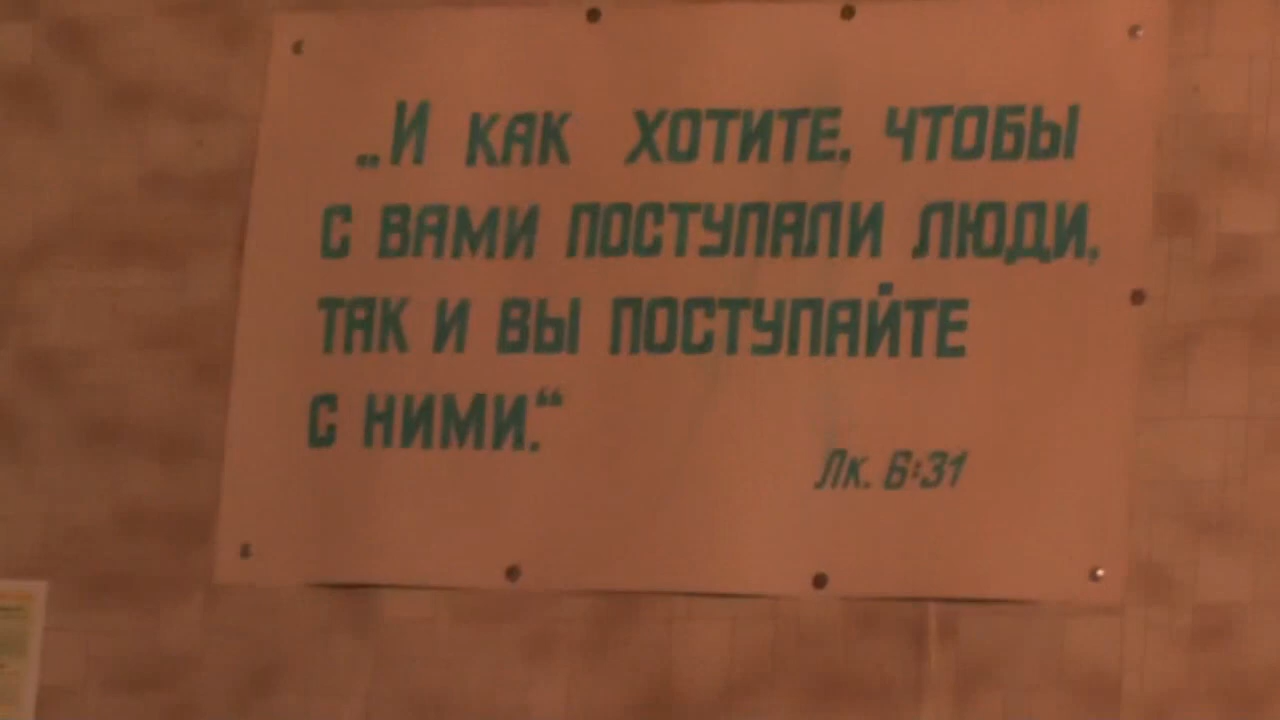 „И КАК ХОТИТЕ, ЧТОБЫ
С ВАМИ ПОСТУПАЛИ ЛЮДИ,
ТАК И ВЫ ПОСТУПАЙТЕ
С НИМИ.“
Лк. 6:31